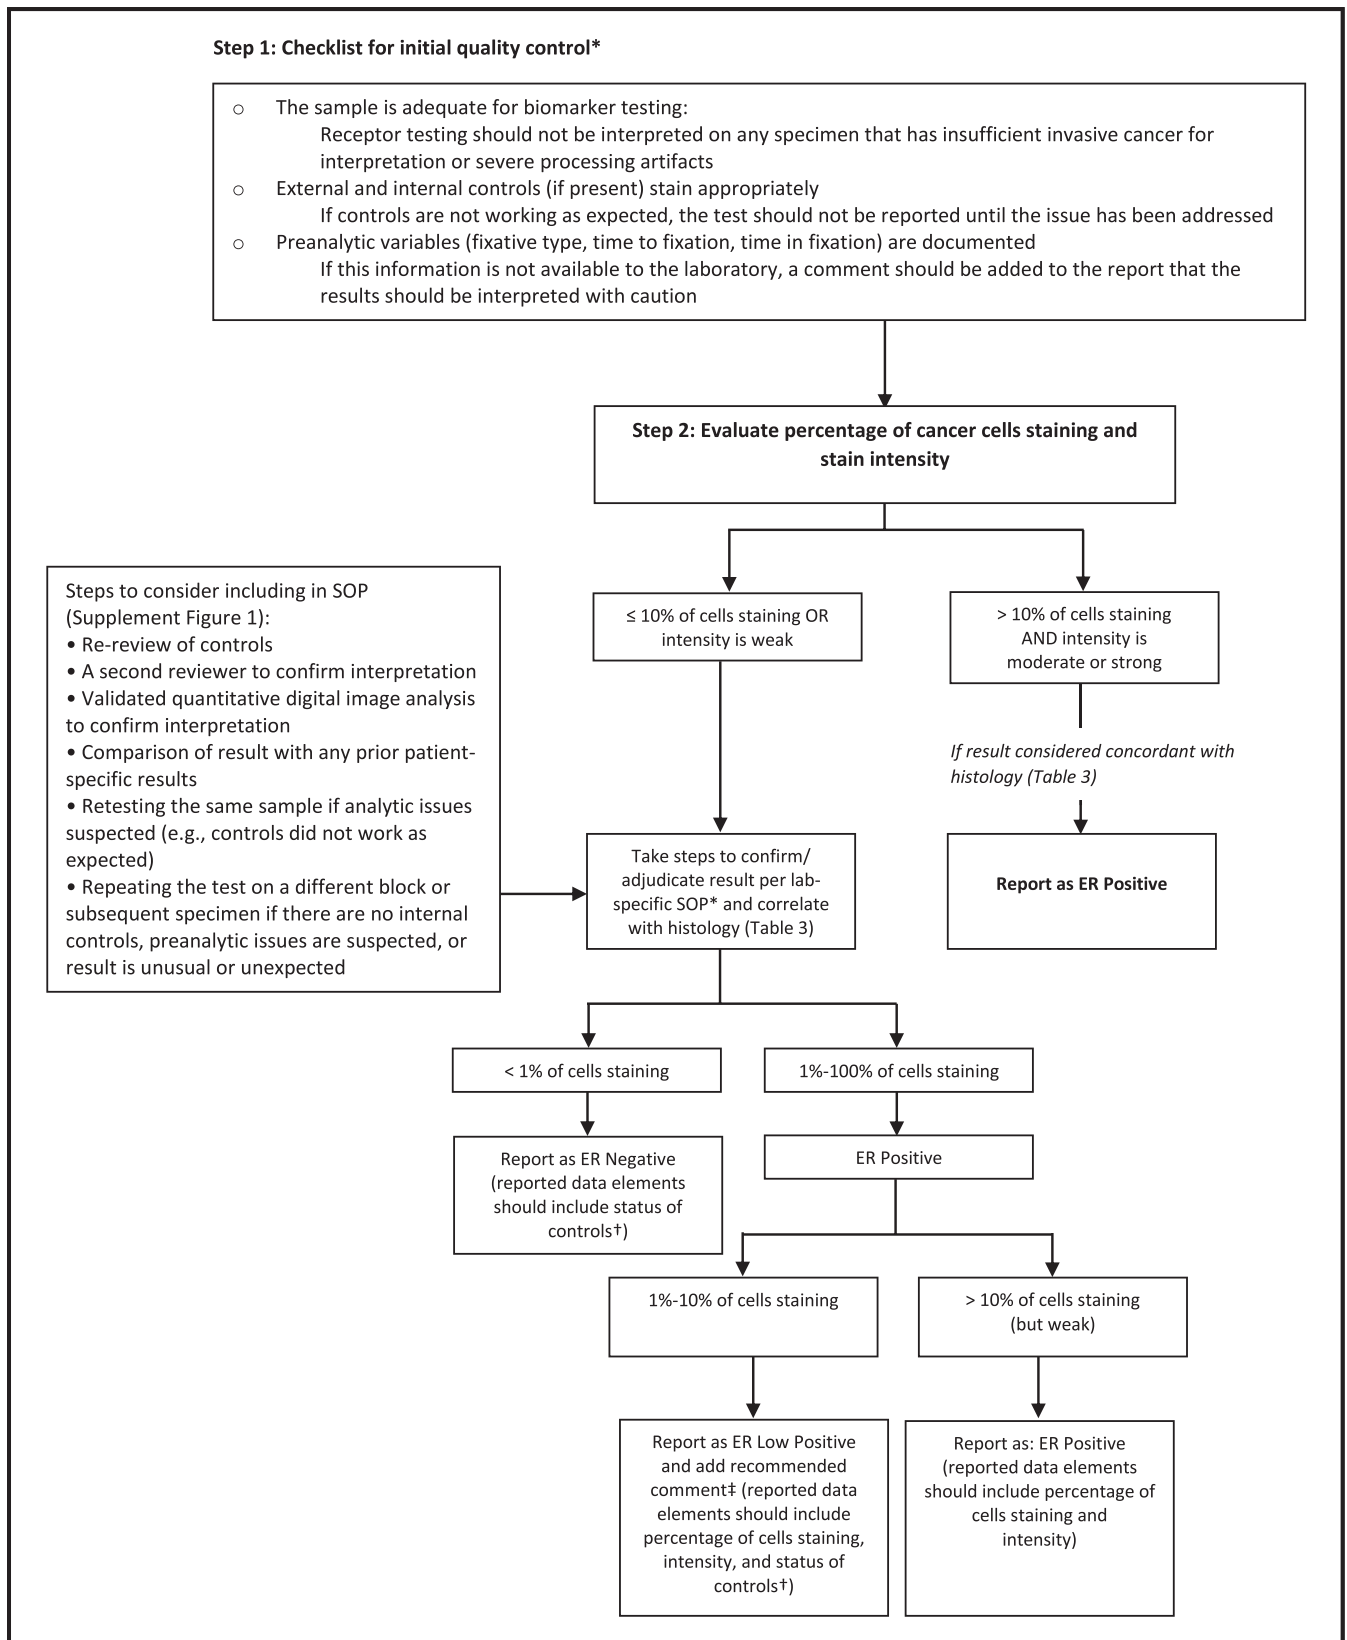 Step 1: Checklist for initial quality control*
○ The sample is adequate for biomarker testing:
Receptor testing should not be interpreted on any specimen that has insufficient invasive cancer for
interpretation or severe processing artifacts
○ External and internal controls (if present) stain appropriately
If controls are not working as expected, the test should not be reported until the issue has been addressed
○ Preanalytic variables (fixative type, time to fixation, time in fixation) are documented
If this information is not available to the laboratory, a comment should be added to the report that the
results should be interpreted with caution
Step 2: Evaluate percentage of cancer cells staining and
stain intensity
Steps to consider including in SOP
(Supplement Figure 1):
• Re-review of controls
• A second reviewer to confirm interpretation
• Validated quantitative digital image analysis
to confirm interpretation
• Comparison of result with any prior patient-
specific results
• Retesting the same sample if analytic issues
suspected (e.g., controls did not work as
expected)
• Repeating the test on a different block or
subsequent specimen if there are no internal
controls, preanalytic issues are suspected, or
result is unusual or unexpected
≤ 10% of cells staining OR
intensity is weak
> 10% of cells staining
AND intensity is
moderate or strong
If result considered concordant with
histology (Table 3)
Take steps to confirm/
adjudicate result per lab-
specific SOP* and correlate
with histology (Table 3)
Report as ER Positive
< 1% of cells staining
1%-100% of cells staining
Report as ER Negative
(reported data elements
should include status of
controls†)
ER Positive
1%-10% of cells staining
> 10% of cells staining
(but weak)
Report as ER Low Positive
and add recommended
comment‡ (reported data
elements should include
percentage of cells staining,
intensity, and status of
controls†)
Report as: ER Positive
(reported data elements
should include percentage of
cells staining and
intensity)